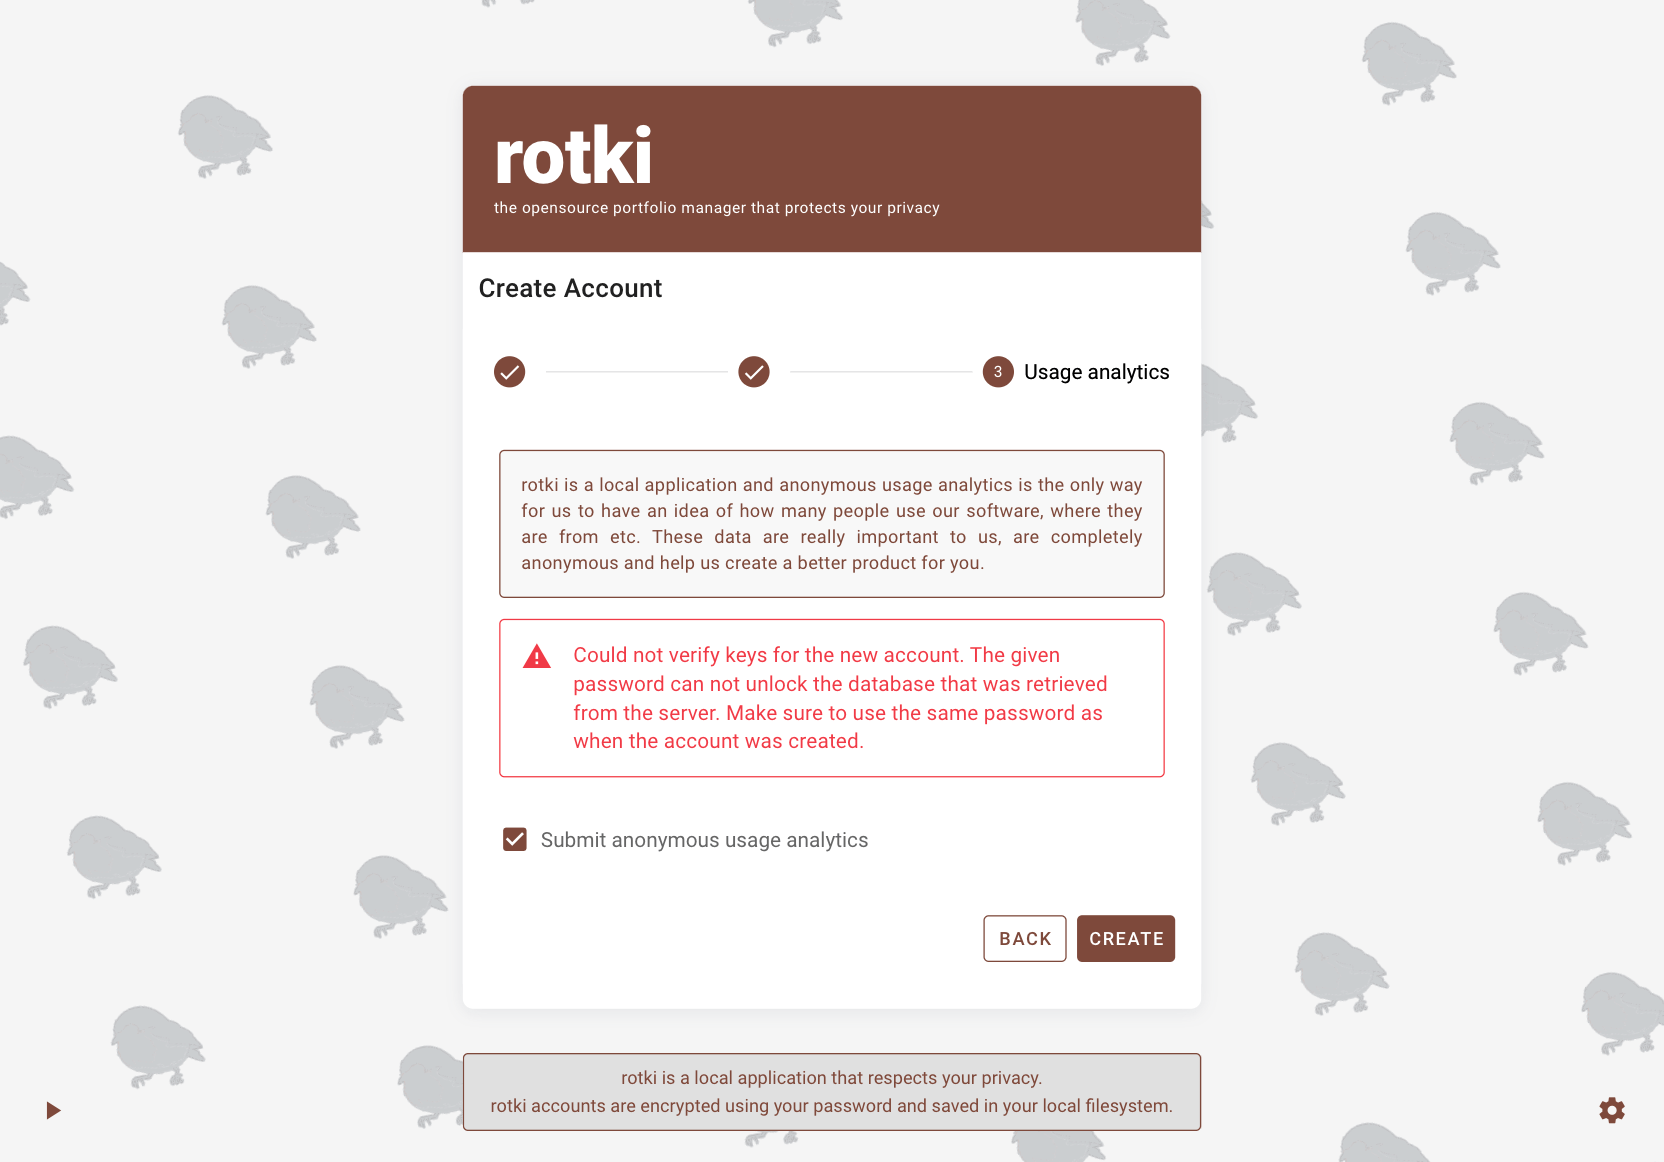 rotki
the opensource portfolio manager that protects your privacy
Create Account
3 Usage analytics
rotki is a local application and anonymous usage analytics is the only way
for us to have an idea of how many people use our software, where they
are from etc. These data are really important to us, are completely
anonymous and help us create a better product for you.
Could not verify keys for the new account. The given
password can not unlock the database that was retrieved
from the server. Make sure to use the same password as
when the account was created.
Submit anonymous usage analytics
BACK CREATE
rotki is a local application that respects your privacy.
rotki accounts are encrypted using your password and saved in your local filesystem.